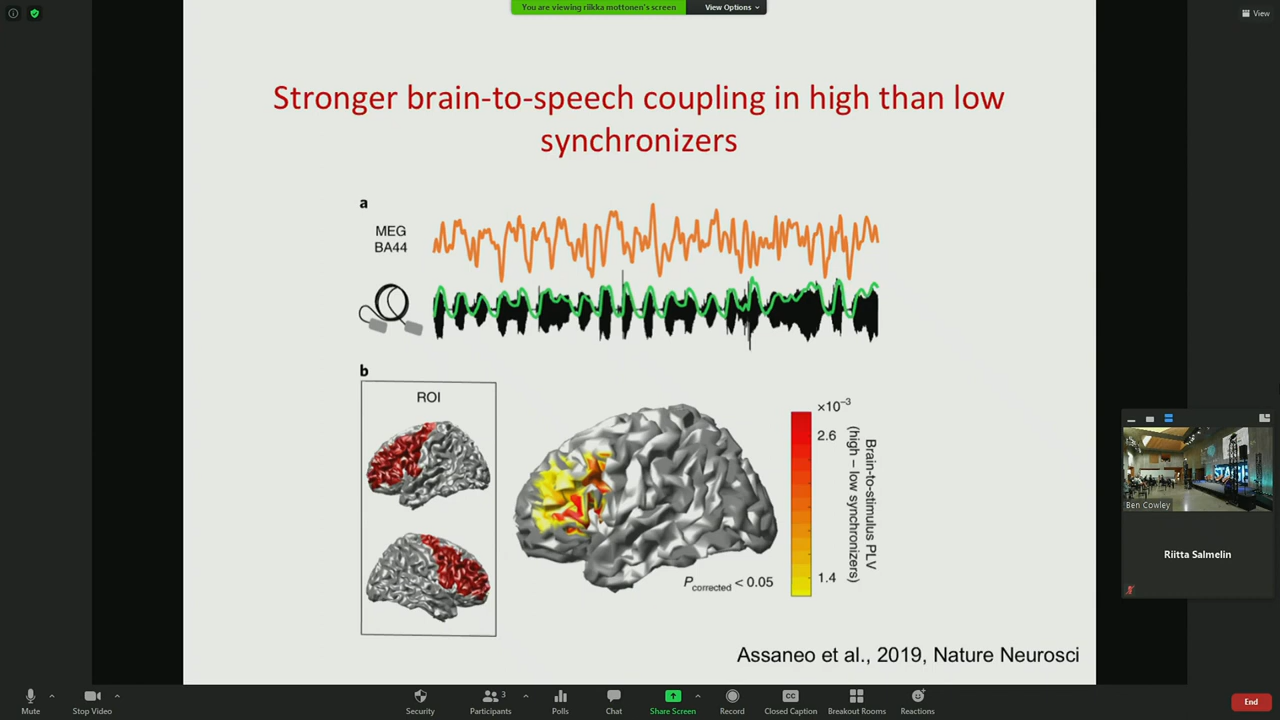 You are viewing riikka mottonen's screen
View Options
View
Stronger brain-to-speech coupling in high than low
synchronizers
a
MEG
BA44
b
ROI
×10–3
2.6
1.4
Brain-to-stimulus PLV
(high – low synchronizers)
Pcorrected < 0.05
Assaneo et al., 2019, Nature Neurosci
Ben Cowley
Riitta Salmelin
Mute
Stop Video
Security
Participants
3
Polls
Chat
Share Screen
Record
CC
Closed Caption
Breakout Rooms
Reactions
End